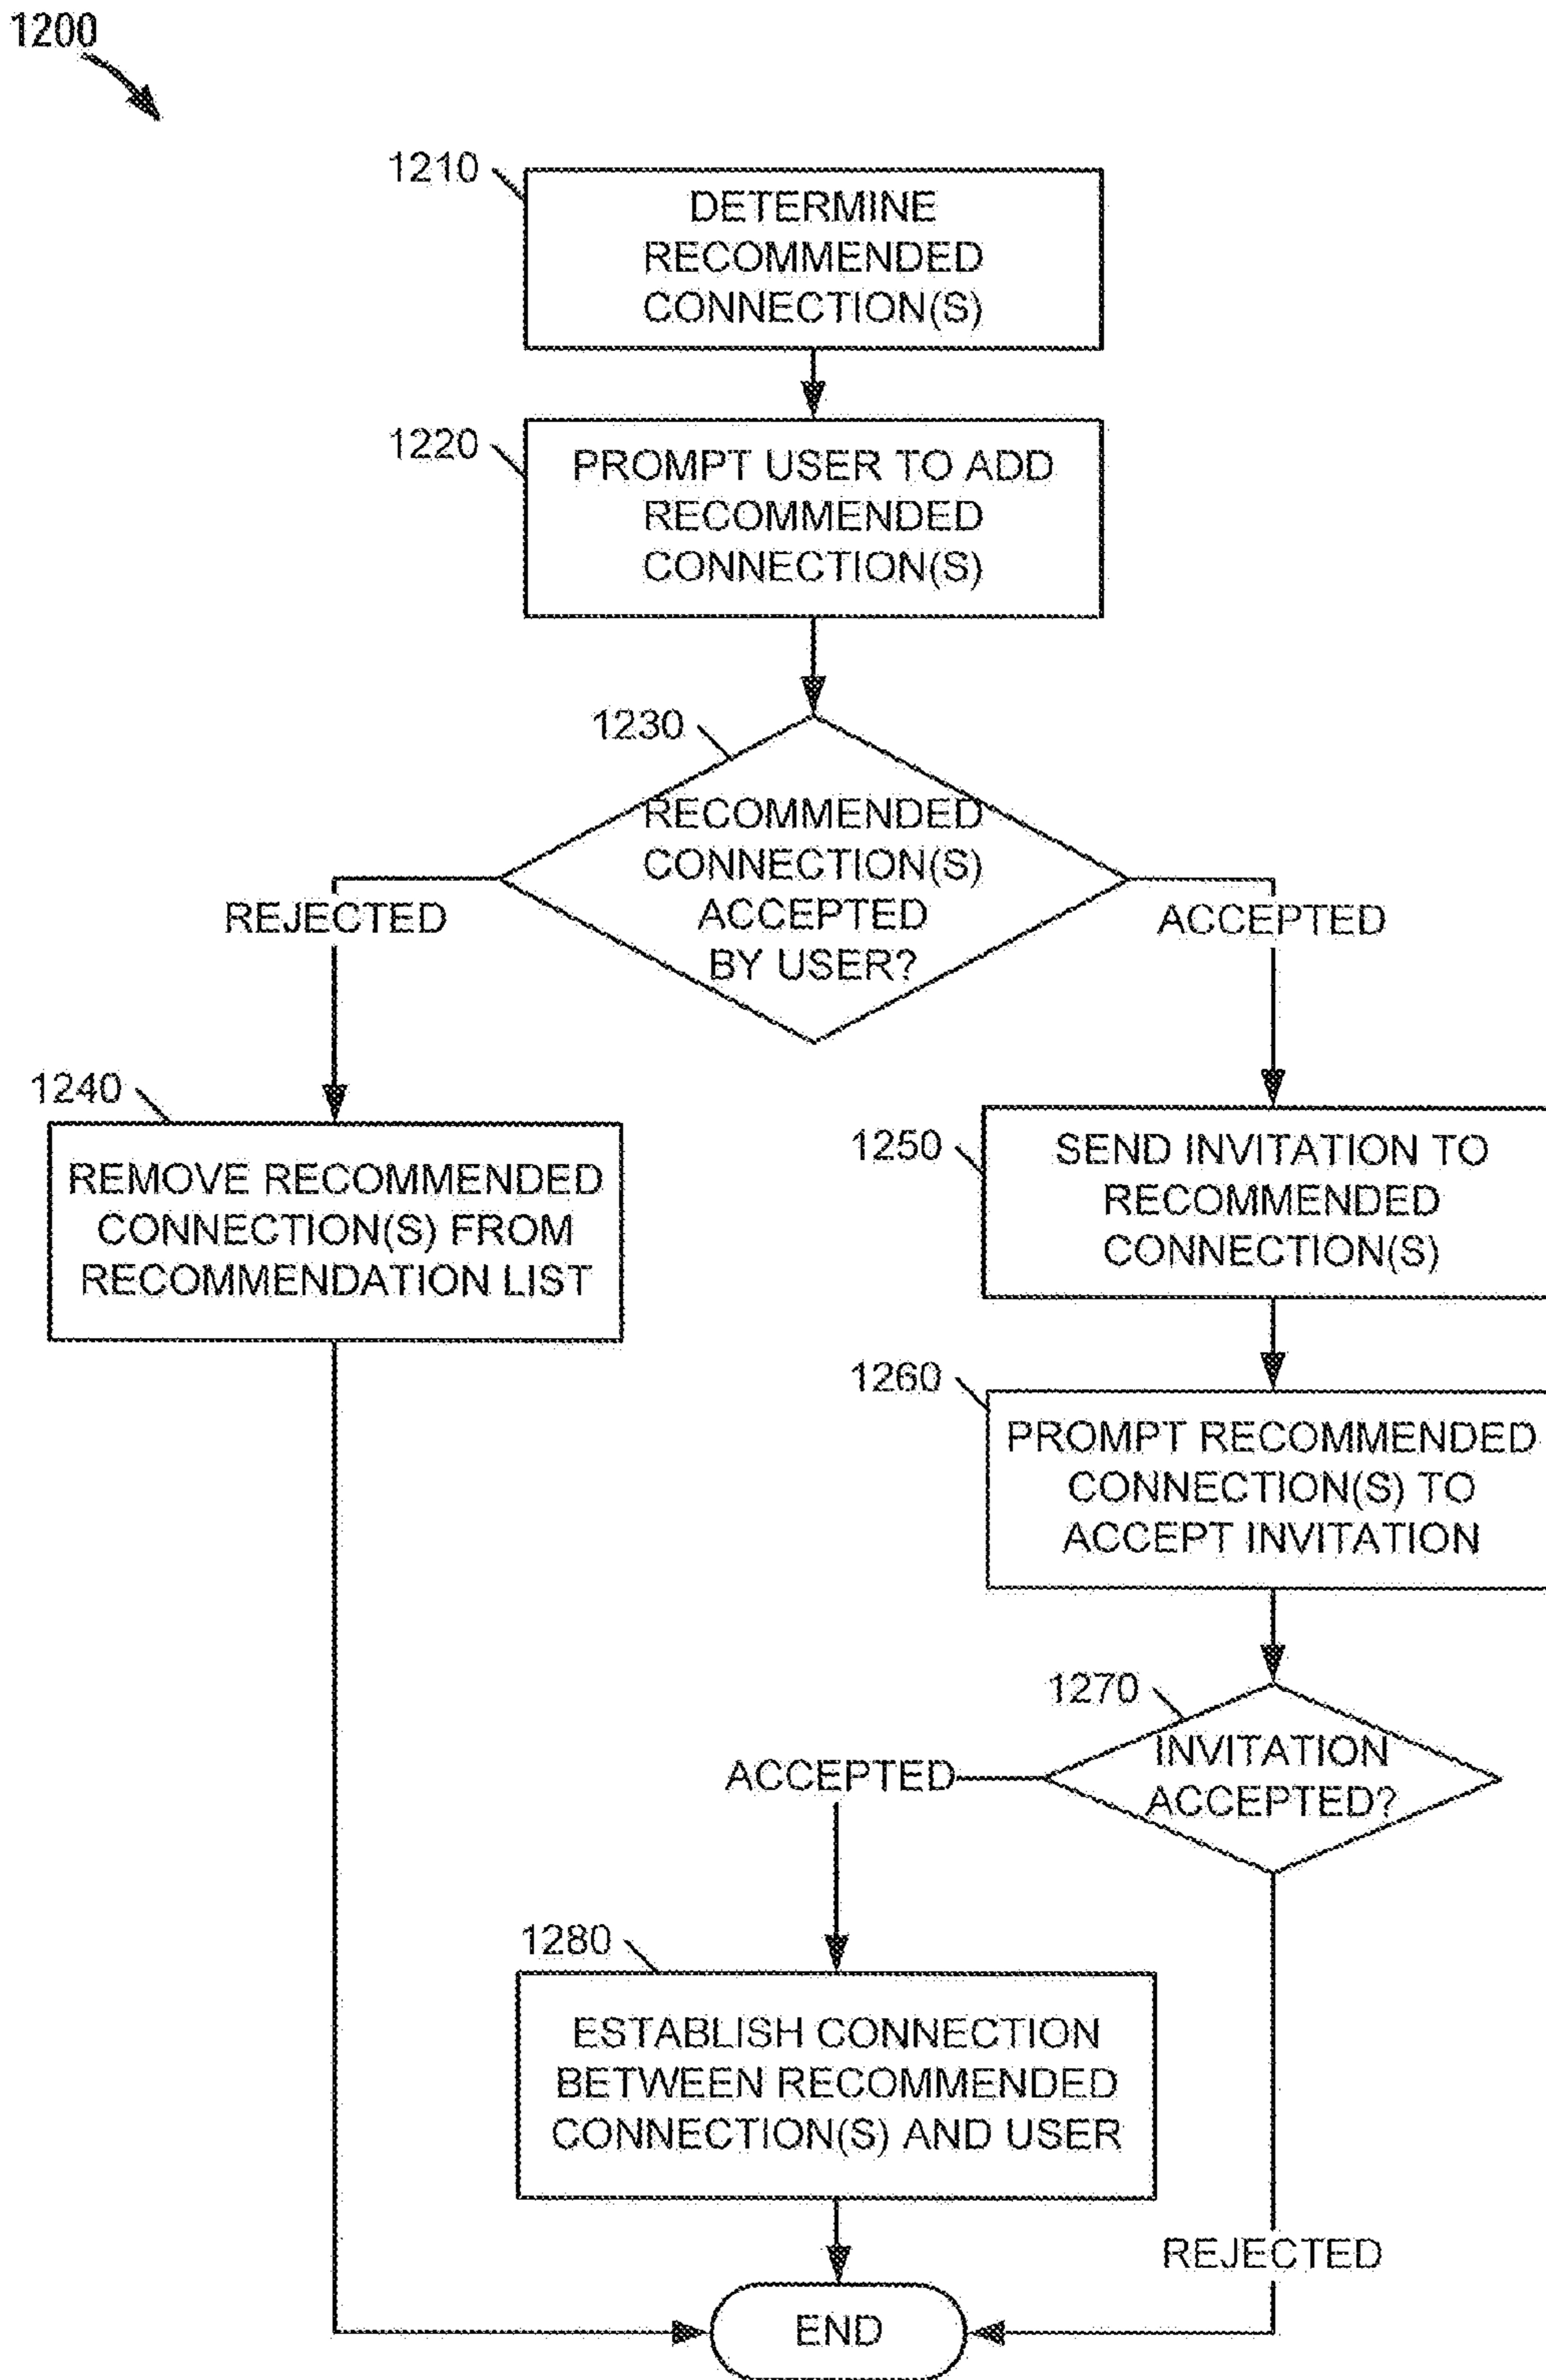 1200
1210
DETERMINE
RECOMMENDED
CONNECTION(S)
1220
PROMPT USER TO ADD
RECOMMENDED
CONNECTION(S)
1230
RECOMMENDED
CONNECTION(S)
ACCEPTED
BY USER?
REJECTED
ACCEPTED
1240
REMOVE RECOMMENDED
CONNECTION(S) FROM
RECOMMENDATION LIST
1250
SEND INVITATION TO
RECOMMENDED
CONNECTION(S)
1260
PROMPT RECOMMENDED
CONNECTION(S) TO
ACCEPT INVITATION
1270
INVITATION
ACCEPTED?
ACCEPTED
1280
ESTABLISH CONNECTION
BETWEEN RECOMMENDED
CONNECTION(S) AND USER
REJECTED
END